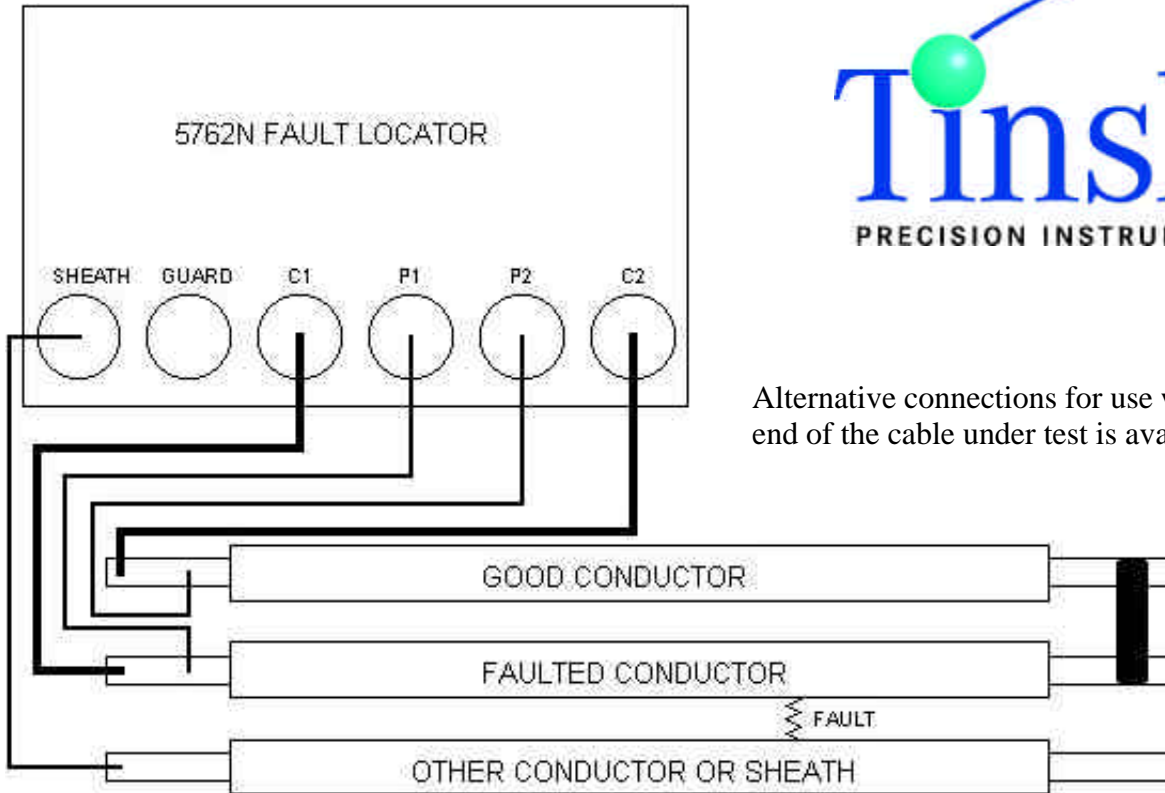 5762N FAULT LOCATOR
Tinsl
PRECISION INSTRU
SHEATH GUARD C1 P1 P2 C2
Alternative connections for use
end of the cable under test is ava
GOOD CONDUCTOR
FAULTED CONDUCTOR
FAULT
OTHER CONDUCTOR OR SHEATH